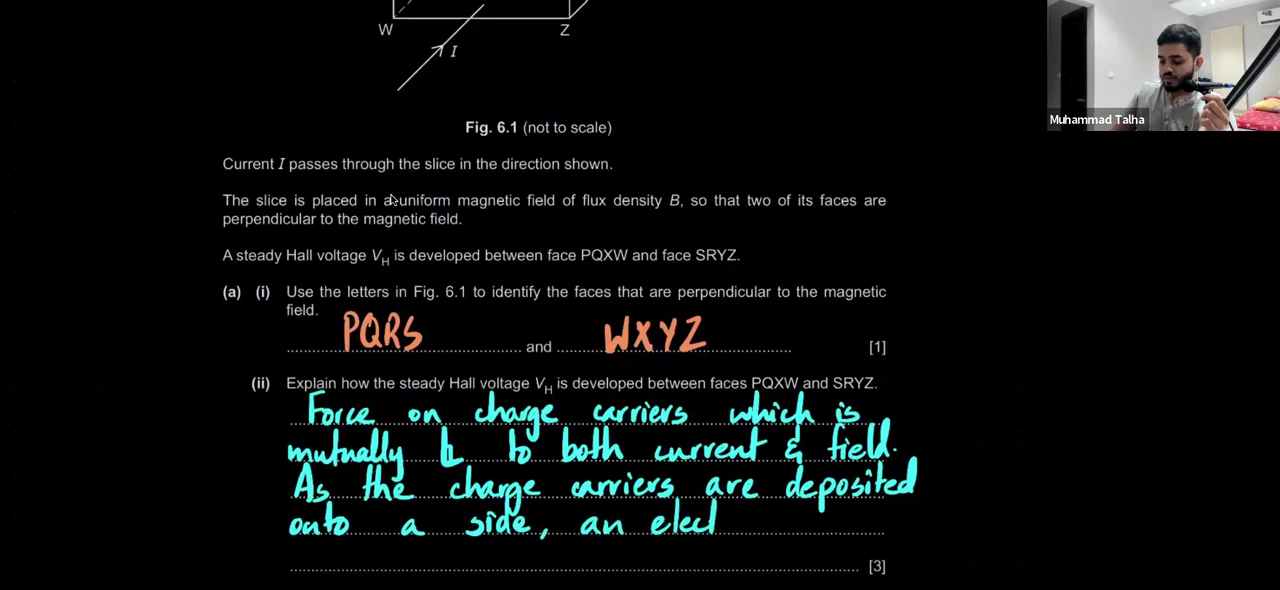 W
Z
I
Fig. 6.1 (not to scale)
Muhammad Talha
Current I passes through the slice in the direction shown.
The slice is placed in a uniform magnetic field of flux density B, so that two of its faces are
perpendicular to the magnetic field.
A steady Hall voltage VH is developed between face PQXW and face SRYZ.
(a) (i) Use the letters in Fig. 6.1 to identify the faces that are perpendicular to the magnetic
field.
PQRS and WXYZ [1]
(ii) Explain how the steady Hall voltage VH is developed between faces PQXW and SRYZ.
Force on charge carriers which is
mutually ⊥ to both current & field.
As the charge carriers are deposited
onto a side, an elect
[3]